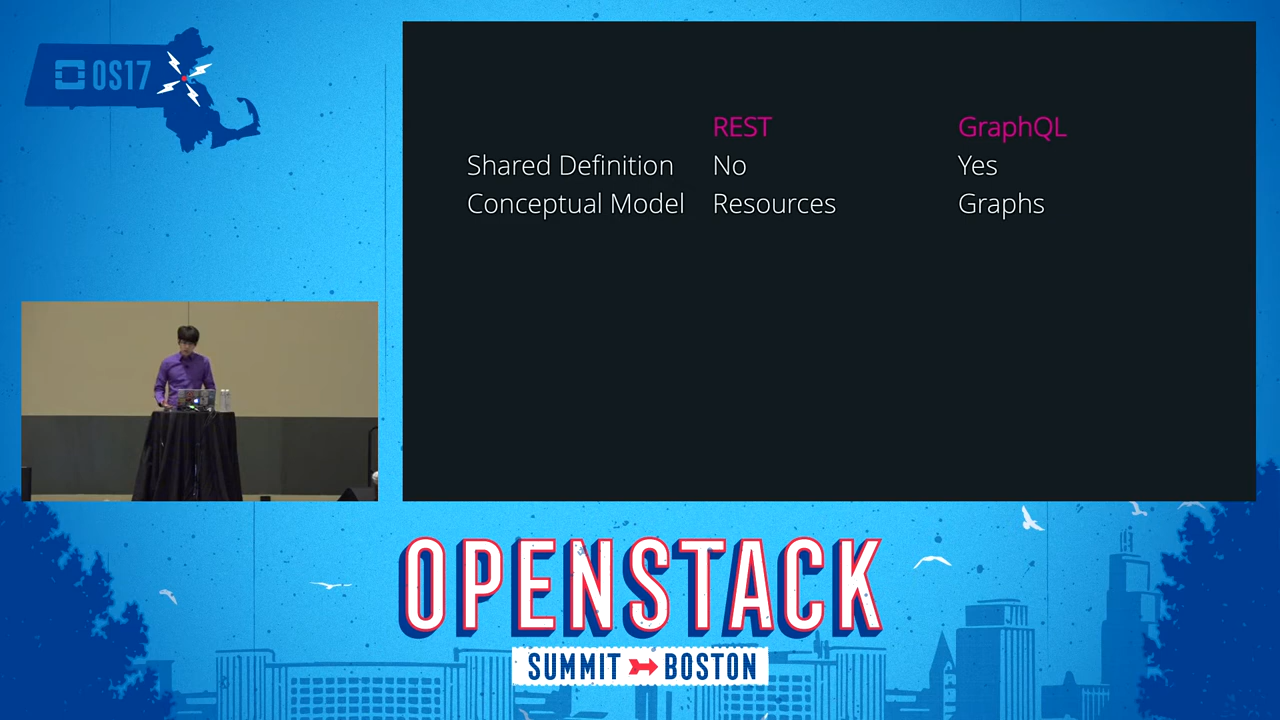 OS17
REST GraphQL
Shared Definition No Yes
Conceptual Model Resources Graphs
OPENSTACK
SUMMIT BOSTON